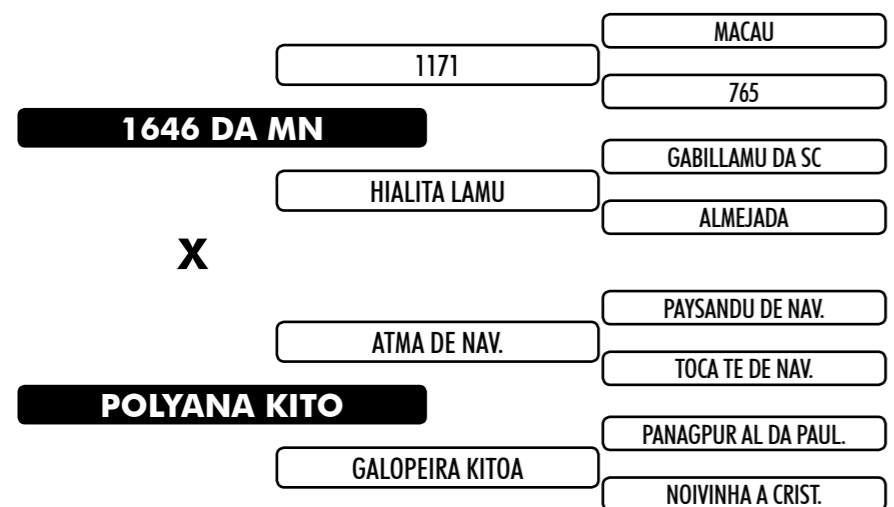 MACAU
1171
765
1646 DA MN
GABILLAMU DA SC
HIALITA LAMU
ALMEJADA
X
PAYSANDU DE NAV.
ATMA DE NAV.
TOCA TE DE NAV.
POLYANA KITO
PANAGPUR AL DA PAUL.
GALOPEIRA KITOA
NOIVINHA A CRIST.